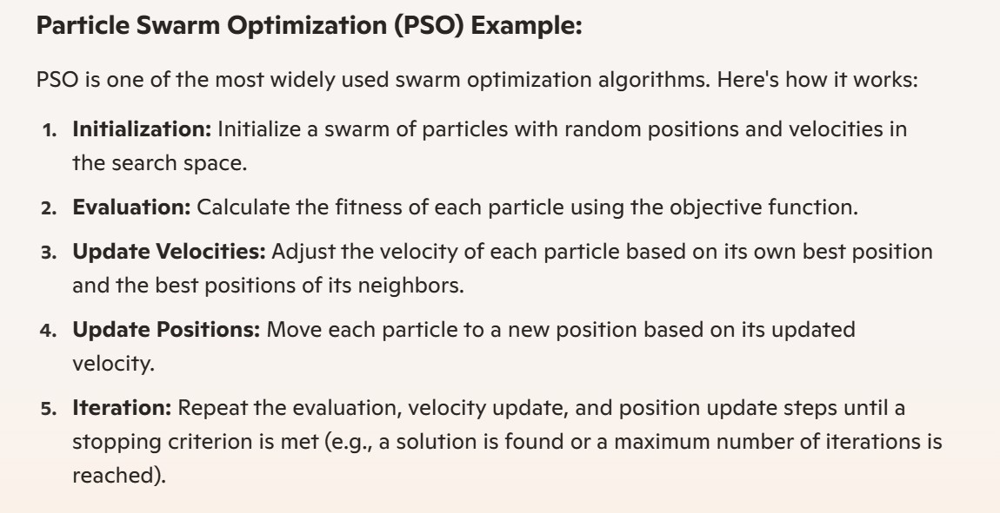 Particle Swarm Optimization (PSO) Example:
PSO is one of the most widely used swarm optimization algorithms. Here's how it works:
1. Initialization: Initialize a swarm of particles with random positions and velocities in
the search space.
2. Evaluation: Calculate the fitness of each particle using the objective function.
3. Update Velocities: Adjust the velocity of each particle based on its own best position
and the best positions of its neighbors.
4. Update Positions: Move each particle to a new position based on its updated
velocity.
5. Iteration: Repeat the evaluation, velocity update, and position update steps until a
stopping criterion is met (e.g., a solution is found or a maximum number of iterations is
reached).